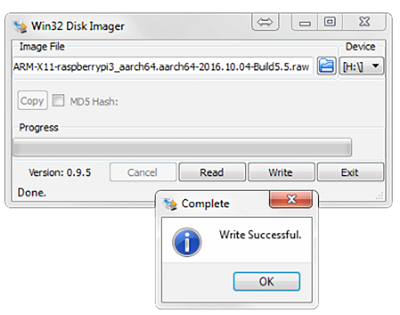 Win32 Disk Imager
Image File
Device
ARM-X11-raspberrypi3_aarch64.aarch64-2016.10.04-Build5.5.raw
[H:\]
Copy
MD5 Hash:
Progress
Version: 0.9.5
Cancel
Read
Write
Exit
Done.
Complete
Write Successful.
OK